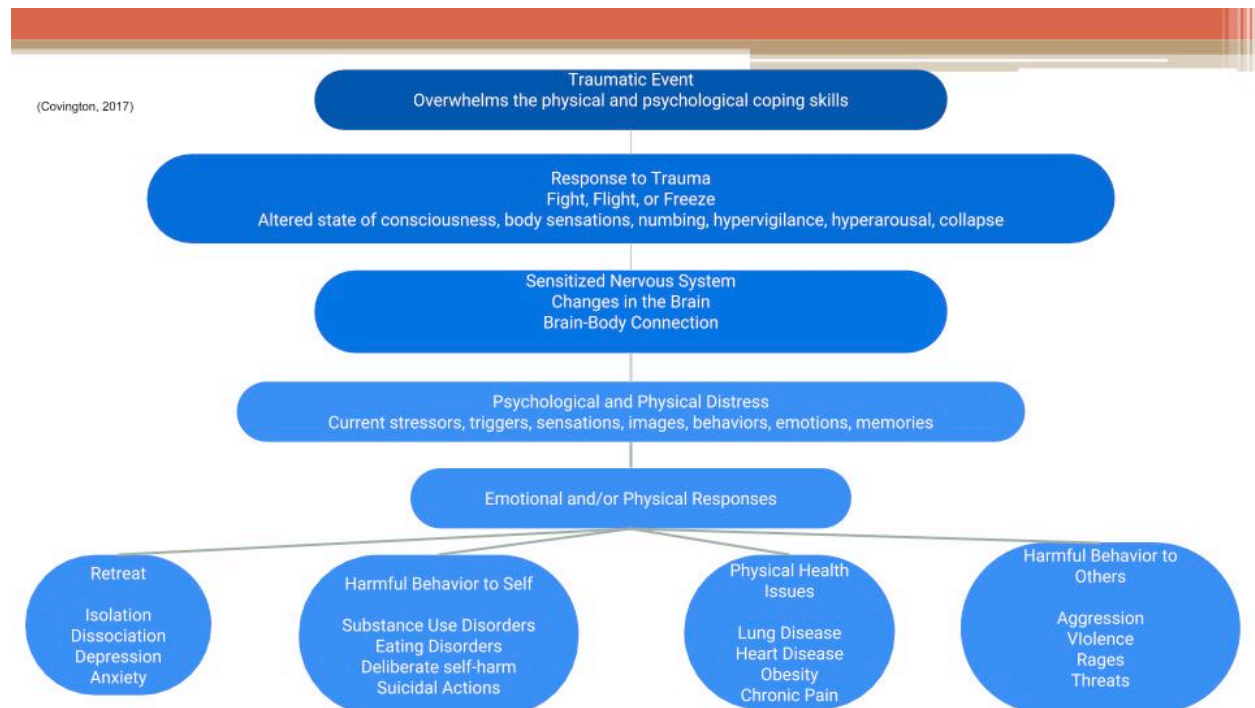 (Covington, 2017)
Traumatic Event
Overwhelms the physical and psychological coping skills
Response to Trauma
Fight, Flight, or Freeze
Altered state of consciousness, body sensations, numbing, hypervigilance, hyperarousal, collapse
Sensitized Nervous System
Changes in the Brain
Brain-Body Connection
Psychological and Physical Distress
Current stressors, triggers, sensations, images, behaviors, emotions, memories
Emotional and/or Physical Responses
Retreat
Isolation
Dissociation
Depression
Anxiety
Harmful Behavior to Self
Substance Use Disorders
Eating Disorders
Deliberate self-harm
Suicidal Actions
Physical Health
Issues
Lung Disease
Heart Disease
Obesity
Chronic Pain
Harmful Behavior to
Others
Aggression
VIolence
Rages
Threats